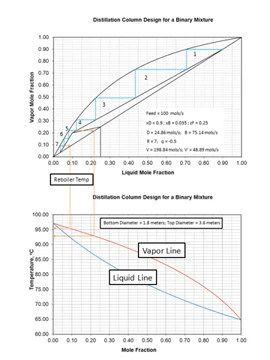 Distillation Column Design for a Binary Mixture
Vapor Mole Fraction
1.00
0.90
0.80
0.70
0.60
0.50
0.40
0.30
0.20
0.10
0.00
1
2
3
4
5
6
7
Feed = 100 mols/s
xD = 0.9 ; xB = 0.035 ; zF = 0.25
D = 24.86 mols/s; B = 75.14 mols/s
R = 7; q = -0.5
V = 198.84 mols/s; V' = 48.89 mols/s
0.00 0.10 0.20 0.30 0.40 0.50 0.60 0.70 0.80 0.90 1.00
Liquid Mole Fraction
Reboiler Temp
Distillation Column Design for a Binary Mixture
Temperature, °C
100.00
95.00
90.00
85.00
80.00
75.00
70.00
65.00
60.00
Bottom Diameter = 1.8 meters; Top Diameter = 3.6 meters
Vapor Line
Liquid Line
0.00 0.10 0.20 0.30 0.40 0.50 0.60 0.70 0.80 0.90 1.00
Mole Fraction